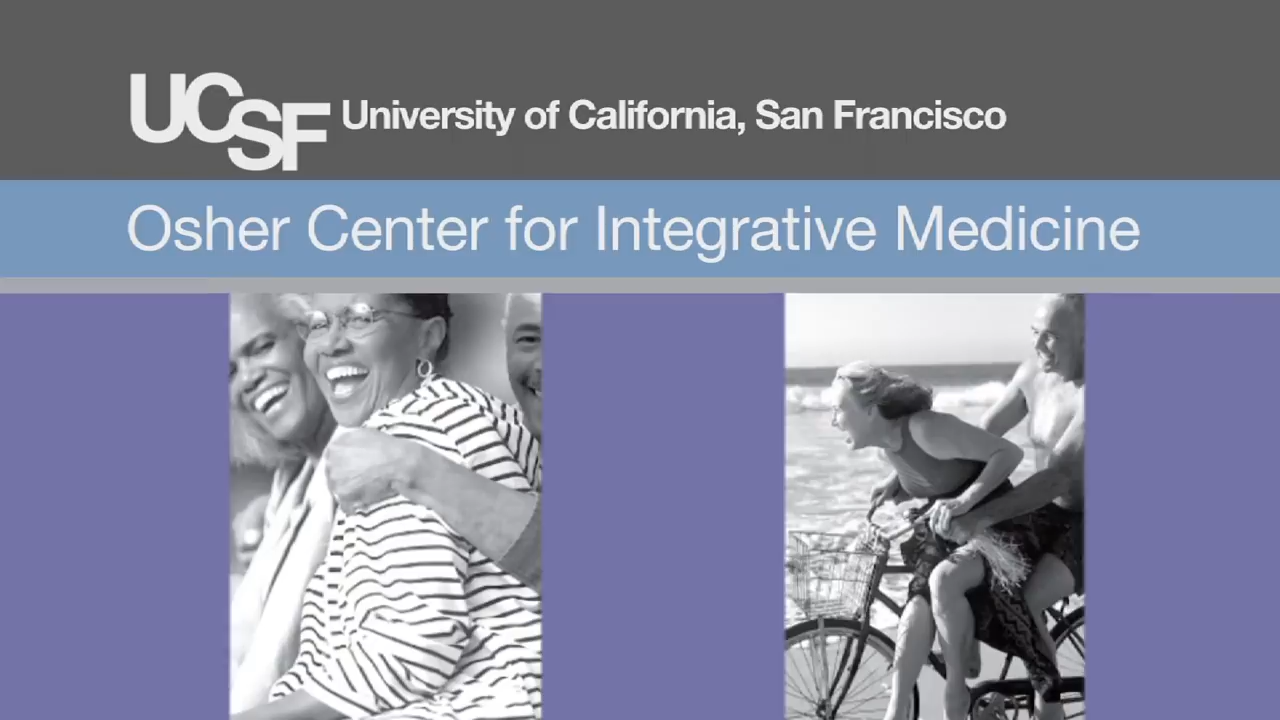 UCSF University of California, San Francisco
Osher Center for Integrative Medicine